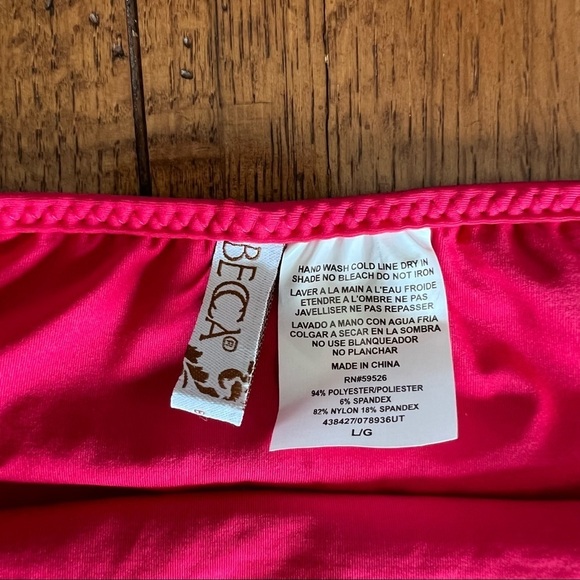 BECCA®
HAND WASH COLD LINE DRY IN
SHADE NO BLEACH DO NOT IRON
LAVER A LA MAIN A L'EAU FROIDE
ETENDRE A L'OMBRE NE PAS
JAVELLISER NE PAS REPASSER
LAVADO A MANO CON AGUA FRIA
COLGAR A SECAR EN LA SOMBRA
NO USE BLANQUEADOR
NO PLANCHAR
MADE IN CHINA
RN#59526
94% POLYESTER/POLIESTER
6% SPANDEX
82% NYLON 18% SPANDEX
438427/078936UT
L/G